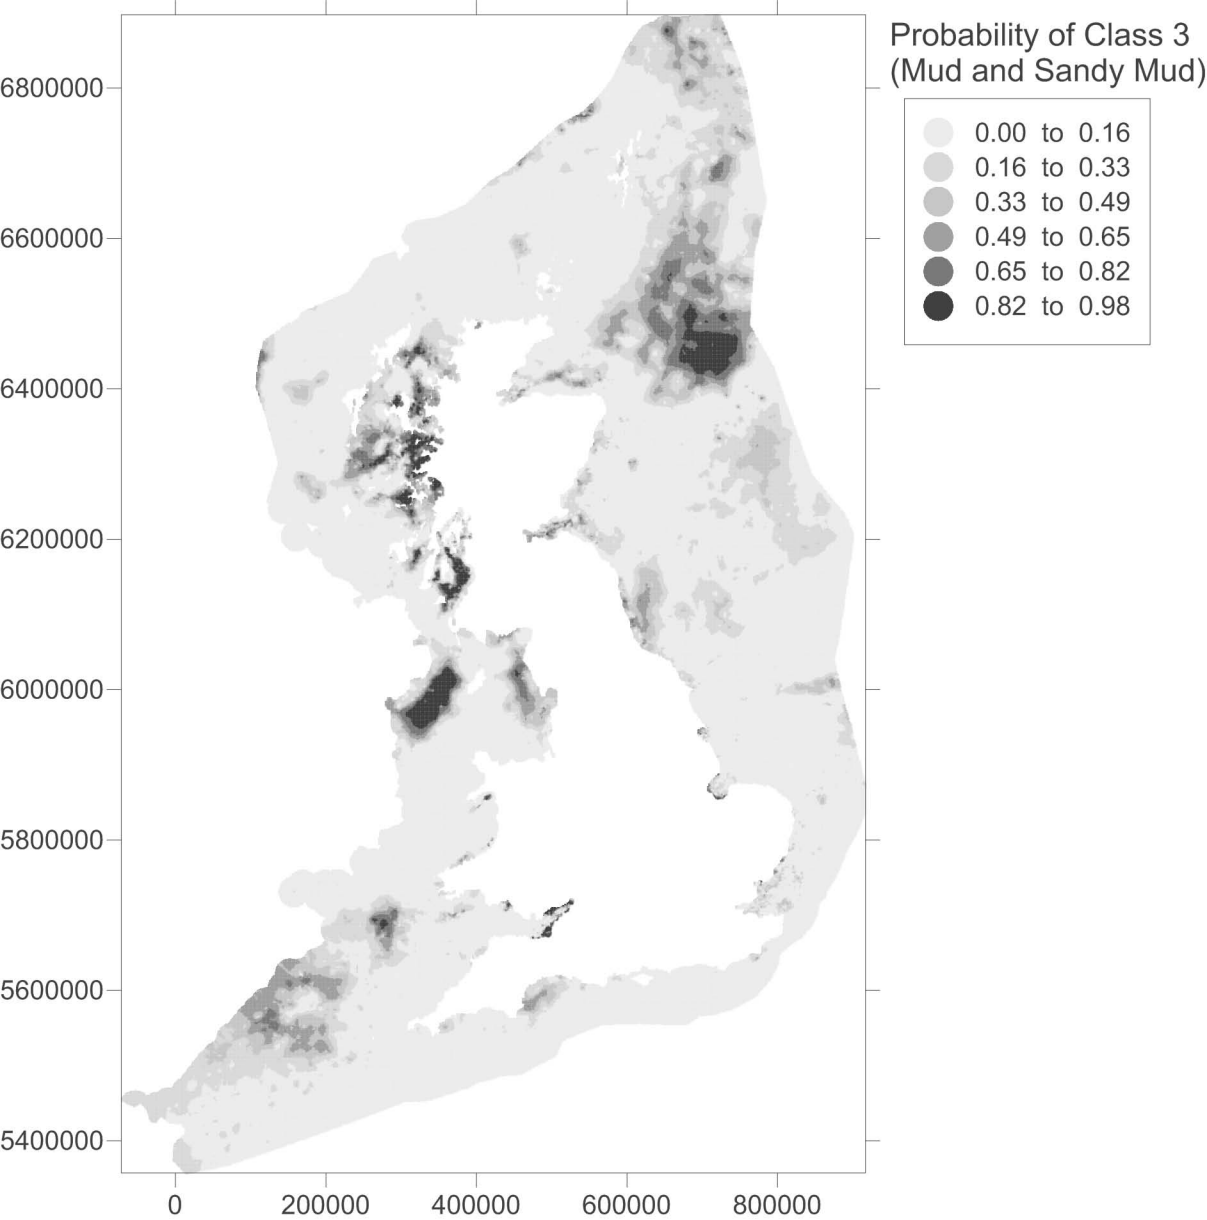 Probability of Class 3
(Mud and Sandy Mud)
0.00 to 0.16
0.16 to 0.33
0.33 to 0.49
0.49 to 0.65
0.65 to 0.82
0.82 to 0.98
6800000
6600000
6400000
6200000
6000000
5800000
5600000
5400000
0 200000 400000 600000 800000